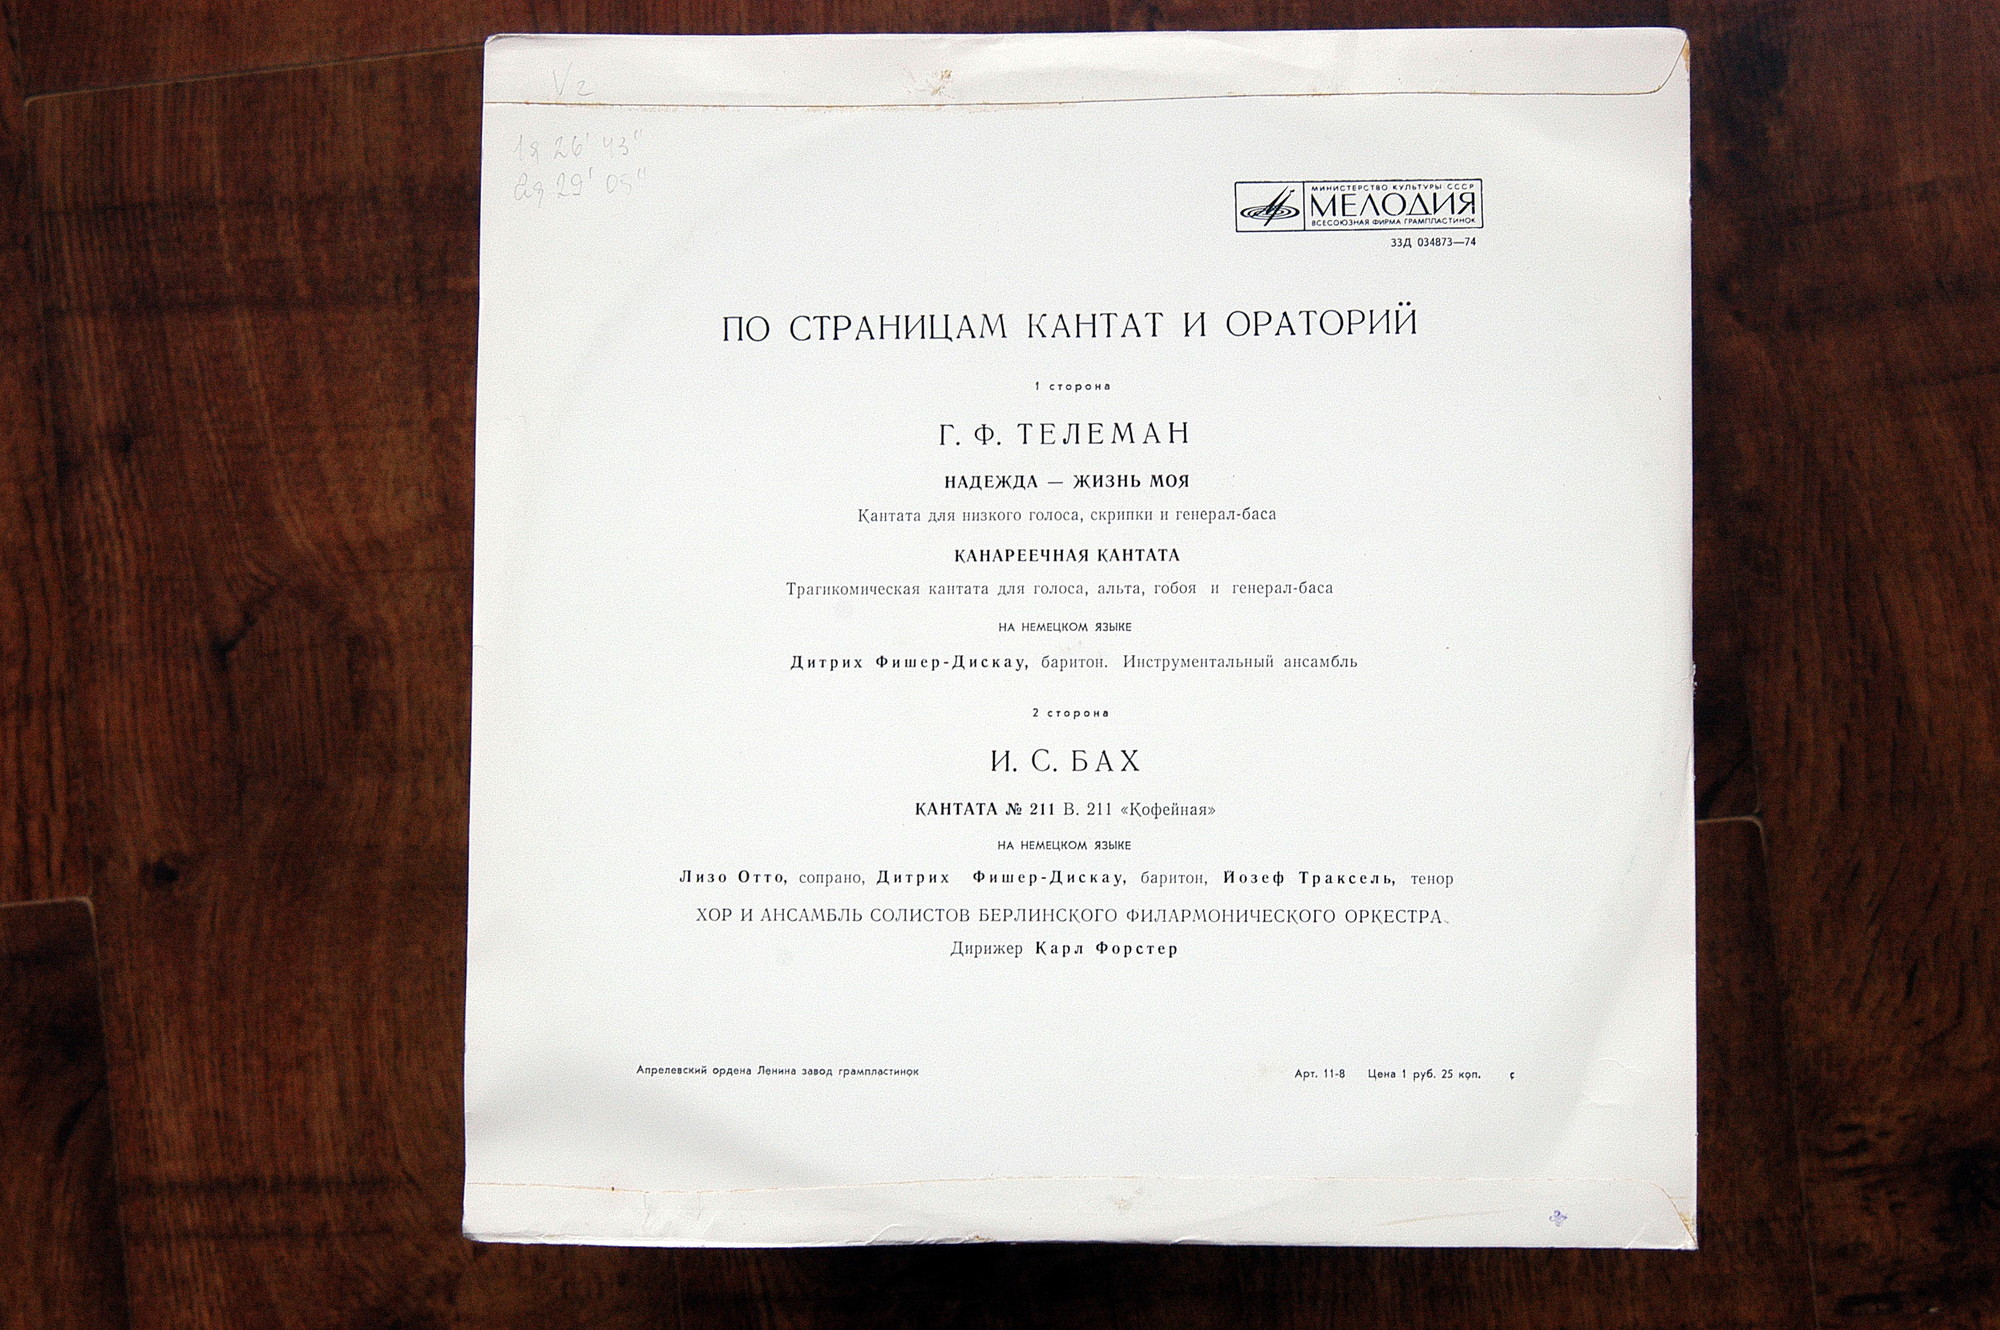 V 2
1я 26' 43"
2я 29' 05"
МИНИСТЕРСТВО КУЛЬТУРЫ СССР
МЕЛОДИЯ
ВСЕСОЮЗНАЯ ФИРМА ГРАМПЛАСТИНОК
33Д 034873—74
ПО СТРАНИЦАМ КАНТАТ И ОРАТОРИЙ
1 сторона
Г. Ф. ТЕЛЕМАН
НАДЕЖДА — ЖИЗНЬ МОЯ
Кантата для низкого голоса, скрипки и генерал-баса
КАНАРЕЕЧНАЯ КАНТАТА
Трагикомическая кантата для голоса, альта, гобоя и генерал-баса
НА НЕМЕЦКОМ ЯЗЫКЕ
Дитрих Фишер-Дискау, баритон. Инструментальный ансамбль
2 сторона
И. С. БАХ
КАНТАТА № 211 В. 211 «Кофейная»
НА НЕМЕЦКОМ ЯЗЫКЕ
Лизо Отто, сопрано, Дитрих Фишер-Дискау, баритон, Йозеф Траксель, тенор
ХОР И АНСАМБЛЬ СОЛИСТОВ БЕРЛИНСКОГО ФИЛАРМОНИЧЕСКОГО ОРКЕСТРА
Дирижер Карл Форстер
Апрелевский ордена Ленина завод грампластинок
Арт. 11-8 Цена 1 руб. 25 коп. с